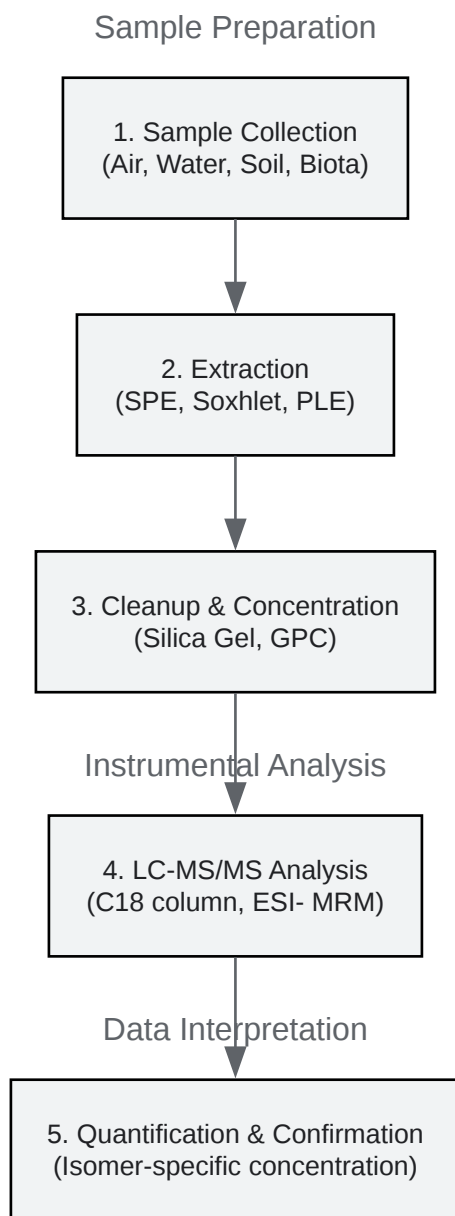 Sample Preparation
1. Sample Collection
(Air, Water, Soil, Biota)
2. Extraction
(SPE, Soxhlet, PLE)
3. Cleanup & Concentration
(Silica Gel, GPC)
Instrumental Analysis
4. LC-MS/MS Analysis
(C18 column, ESI- MRM)
Data Interpretation
5. Quantification & Confirmation
(Isomer-specific concentration)